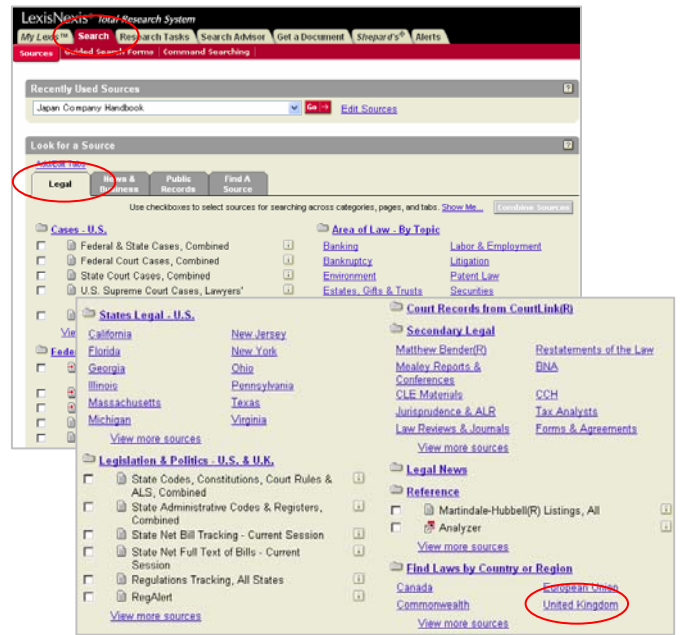 LexisNexis® Total Research System
My Lexis™ Search Research Tasks Search Advisor Get a Document Shepard's® Alerts
Sources Guided Search Forms Command Searching
Recently Used Sources ?
Japan Company Handbook Go Edit Sources
Look for a Source ?
Add/Edit Tabs
Legal News & Business Public Records Find A Source
Use checkboxes to select sources for searching across categories, pages, and tabs. Show Me... Combine Sources
Cases - U.S.
Federal & State Cases, Combined i
Federal Court Cases, Combined i
State Court Cases, Combined i
U.S. Supreme Court Cases, Lawyers' i
Vie
Fede
Area of Law - By Topic
Banking Labor & Employment
Bankruptcy Litigation
Environment Patent Law
Estates, Gifts & Trusts Securities
States Legal - U.S.
California New Jersey
Florida New York
Georgia Ohio
Illinois Pennsylvania
Massachusetts Texas
Michigan Virginia
View more sources
Legislation & Politics - U.S. & U.K.
State Codes, Constitutions, Court Rules & i
ALS, Combined
State Administrative Codes & Registers, i
Combined
State Net Bill Tracking - Current Session i
State Net Full Text of Bills - Current i
Session
Regulations Tracking, All States i
RegAlert i
View more sources
Court Records from CourtLink(R)
Secondary Legal
Matthew Bender(R) Restatements of the Law
Mealey Reports & BNA
Conferences
CLE Materials CCH
Jurisprudence & ALR Tax Analysts
Law Reviews & Journals Forms & Agreements
View more sources
Legal News
Reference
Martindale-Hubbell(R) Listings, All i
Analyzer i
View more sources
Find Laws by Country or Region
Canada European Union
Commonwealth United Kingdom
View more sources